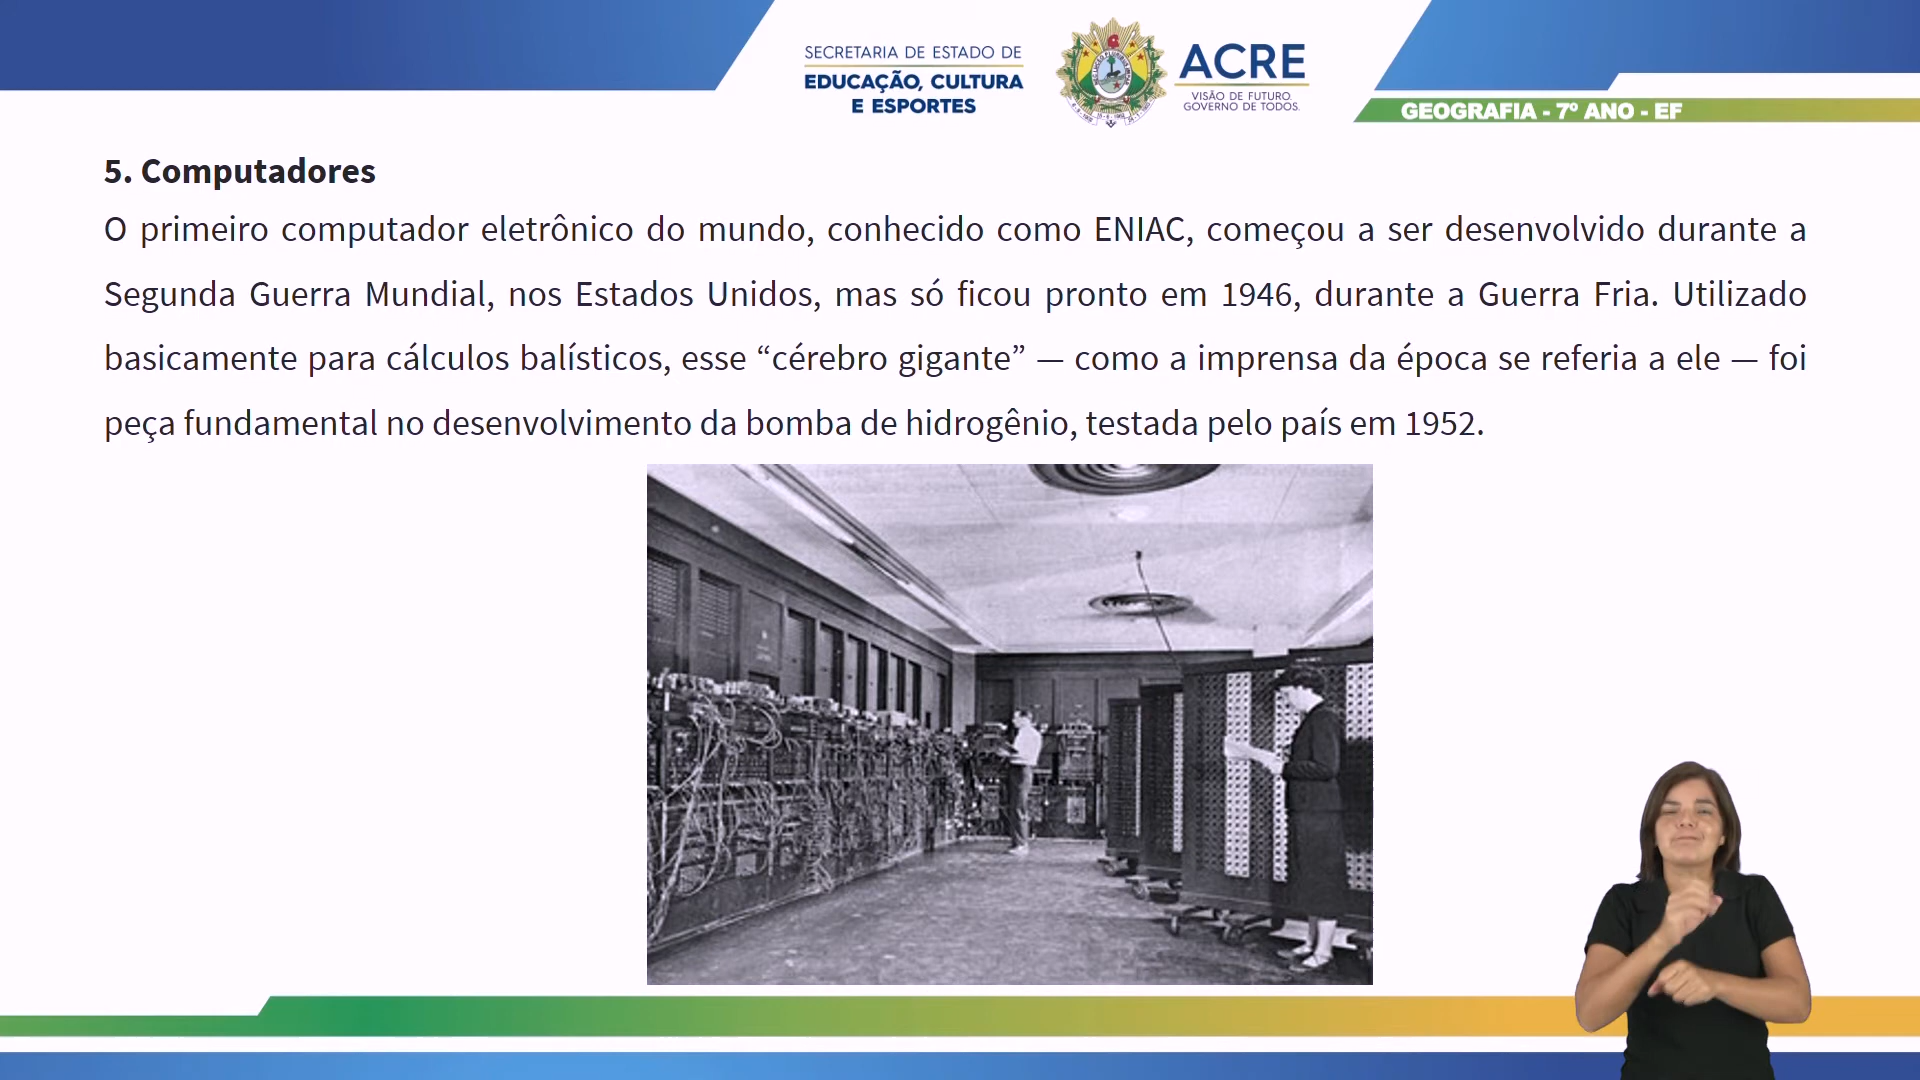 SECRETARIA DE ESTADO DE
EDUCAÇÃO, CULTURA
E ESPORTES
ACRE
VISÃO DE FUTURO.
GOVERNO DE TODOS.
GEOGRAFIA - 7º ANO - EF
5. Computadores
O primeiro computador eletrônico do mundo, conhecido como ENIAC, começou a ser desenvolvido durante a
Segunda Guerra Mundial, nos Estados Unidos, mas só ficou pronto em 1946, durante a Guerra Fria. Utilizado
basicamente para cálculos balísticos, esse “cérebro gigante” — como a imprensa da época se referia a ele — foi
peça fundamental no desenvolvimento da bomba de hidrogênio, testada pelo país em 1952.